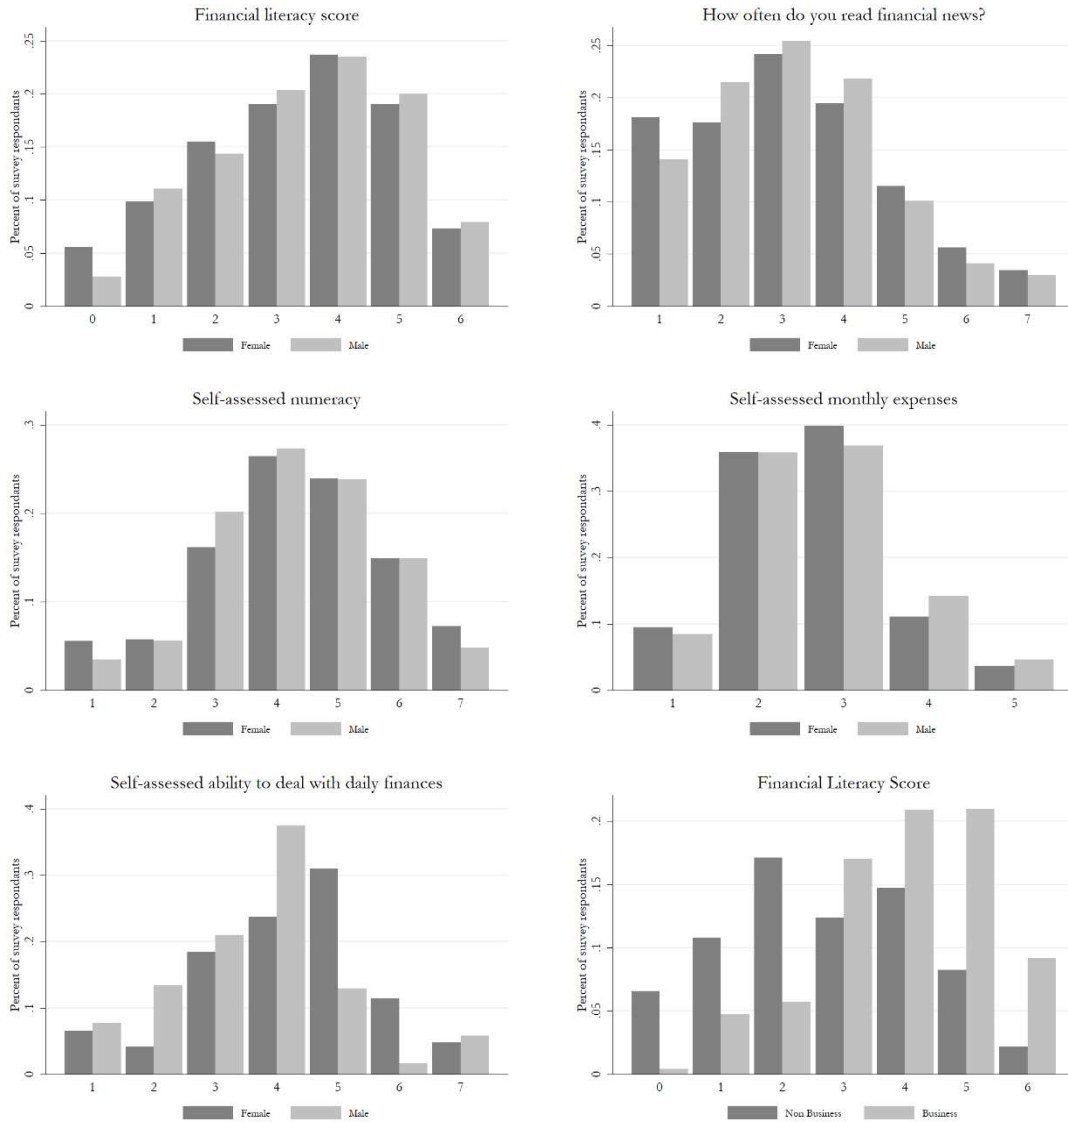 Financial literacy score
Percent of survey respondants
0 .05 .1 .15 .2 .25
0 1 2 3 4 5 6
Female Male
How often do you read financial news?
Percent of survey respondants
0 .05 .1 .15 .2 .25
1 2 3 4 5 6 7
Female Male
Self-assessed numeracy
Percent of survey respondants
0 .1 .2 .3
1 2 3 4 5 6 7
Female Male
Self-assessed monthly expenses
Percent of survey respondants
0 .1 .2 .3 .4
1 2 3 4 5
Female Male
Self-assessed ability to deal with daily finances
Percent of survey respondants
0 .1 .2 .3 .4
1 2 3 4 5 6 7
Female Male
Financial Literacy Score
Percent of survey respondants
0 .05 .1 .15 .2
0 1 2 3 4 5 6
Non Business Business